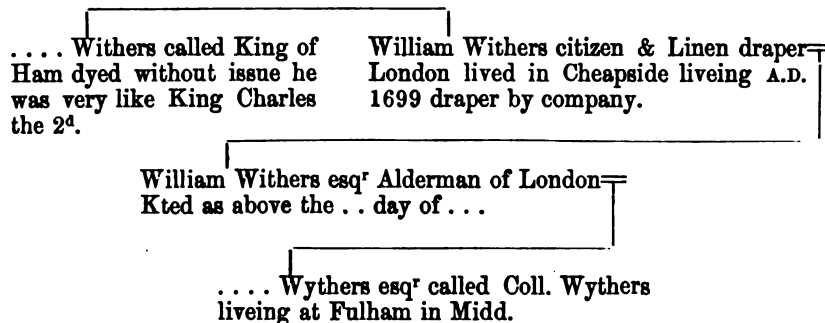 . . . . Withers called King of
Ham dyed without issue he
was very like King Charles
the 2ᵈ.
William Withers citizen & Linen draper=
London lived in Cheapside liveing A.D.
1699 draper by company.
William Withers esqʳ Alderman of London=
Kted as above the . . day of . . .
. . . . Wythers esqʳ called Coll. Wythers
liveing at Fulham in Midd.